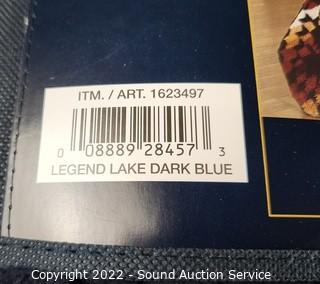 ITM. / ART. 1623497
0 08889 28457 3
LEGEND LAKE DARK BLUE
Copyright 2022 - Sound Auction Service